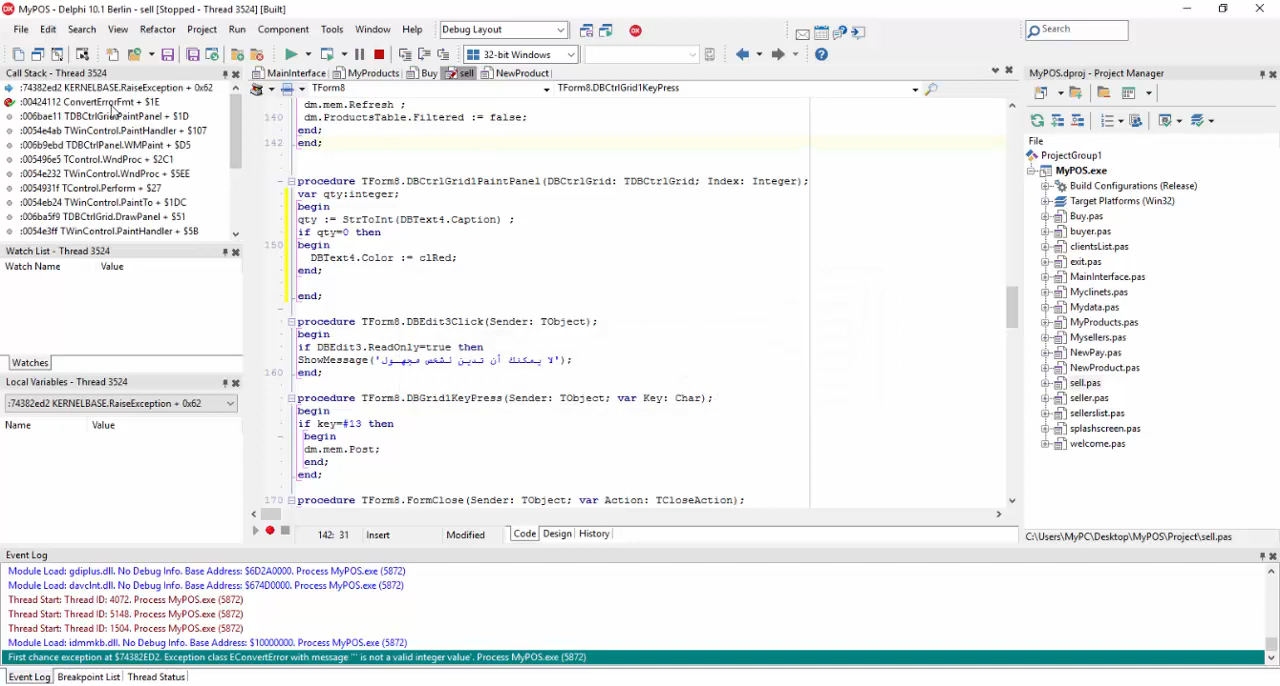 MyPOS - Delphi 10.1 Berlin - sell [Stopped - Thread 3524] [Built]
File Edit Search View Refactor Project Run Component Tools Window Help Debug Layout Search
32-bit Windows
Call Stack - Thread 3524
:74382ed2 KERNELBASE.RaiseException + 0x62
:00424112 ConvertErrorFmt + $1E
:006bae11 TDBCtrlGrid.PaintPanel + $1D
:0054e4ab TWinControl.PaintHandler + $107
:006b9ebd TDBCtrlPanel.WMPaint + $D5
:005496e5 TControl.WndProc + $2C1
:0054e232 TWinControl.WndProc + $5EE
:0054931f TControl.Perform + $27
:0054eb24 TWinControl.PaintTo + $1DC
:006ba5f9 TDBCtrlGrid.DrawPanel + $51
:0054e3ff TWinControl.PaintHandler + $5B
Watch List - Thread 3524
Watch Name Value
Watches
Local Variables - Thread 3524
:74382ed2 KERNELBASE.RaiseException + 0x62
Name Value
MainInterface MyProducts Buy sell NewProduct
TForm8 TForm8.DBCtrlGrid1KeyPress
dm.mem.Refresh ;
140 dm.ProductsTable.Filtered := false;
end;
142 end;
procedure TForm8.DBCtrlGrid1PaintPanel(DBCtrlGrid: TDBCtrlGrid; Index: Integer);
var qty:integer;
begin
qty := StrToInt(DBText4.Caption) ;
if qty=0 then
150 begin
DBText4.Color := clRed;
end;
end;
procedure TForm8.DBEdit3Click(Sender: TObject);
begin
if DBEdit3.ReadOnly=true then
ShowMessage('لا يمكنك أن تدين لشخص مجهول');
160 end;
procedure TForm8.DBGrid1KeyPress(Sender: TObject; var Key: Char);
begin
if key=#13 then
begin
dm.mem.Post;
end;
end;
170 procedure TForm8.FormClose(Sender: TObject; var Action: TCloseAction);
142: 31 Insert Modified Code Design History
MyPOS.dproj - Project Manager
File
ProjectGroup1
MyPOS.exe
Build Configurations (Release)
Target Platforms (Win32)
Buy.pas
buyer.pas
clientsList.pas
exit.pas
MainInterface.pas
Myclinets.pas
Mydata.pas
MyProducts.pas
Mysellers.pas
NewPay.pas
NewProduct.pas
sell.pas
seller.pas
sellerslist.pas
splashscreen.pas
welcome.pas
C:\Users\MyPC\Desktop\MyPOS\Project\sell.pas
Event Log
Module Load: gdiplus.dll. No Debug Info. Base Address: $6D2A0000. Process MyPOS.exe (5872)
Module Load: davclnt.dll. No Debug Info. Base Address: $674D0000. Process MyPOS.exe (5872)
Thread Start: Thread ID: 4072. Process MyPOS.exe (5872)
Thread Start: Thread ID: 5148. Process MyPOS.exe (5872)
Thread Start: Thread ID: 1504. Process MyPOS.exe (5872)
Module Load: idmmkb.dll. No Debug Info. Base Address: $10000000. Process MyPOS.exe (5872)
First chance exception at $74382ED2. Exception class EConvertError with message ''' is not a valid integer value'. Process MyPOS.exe (5872)
Event Log Breakpoint List Thread Status